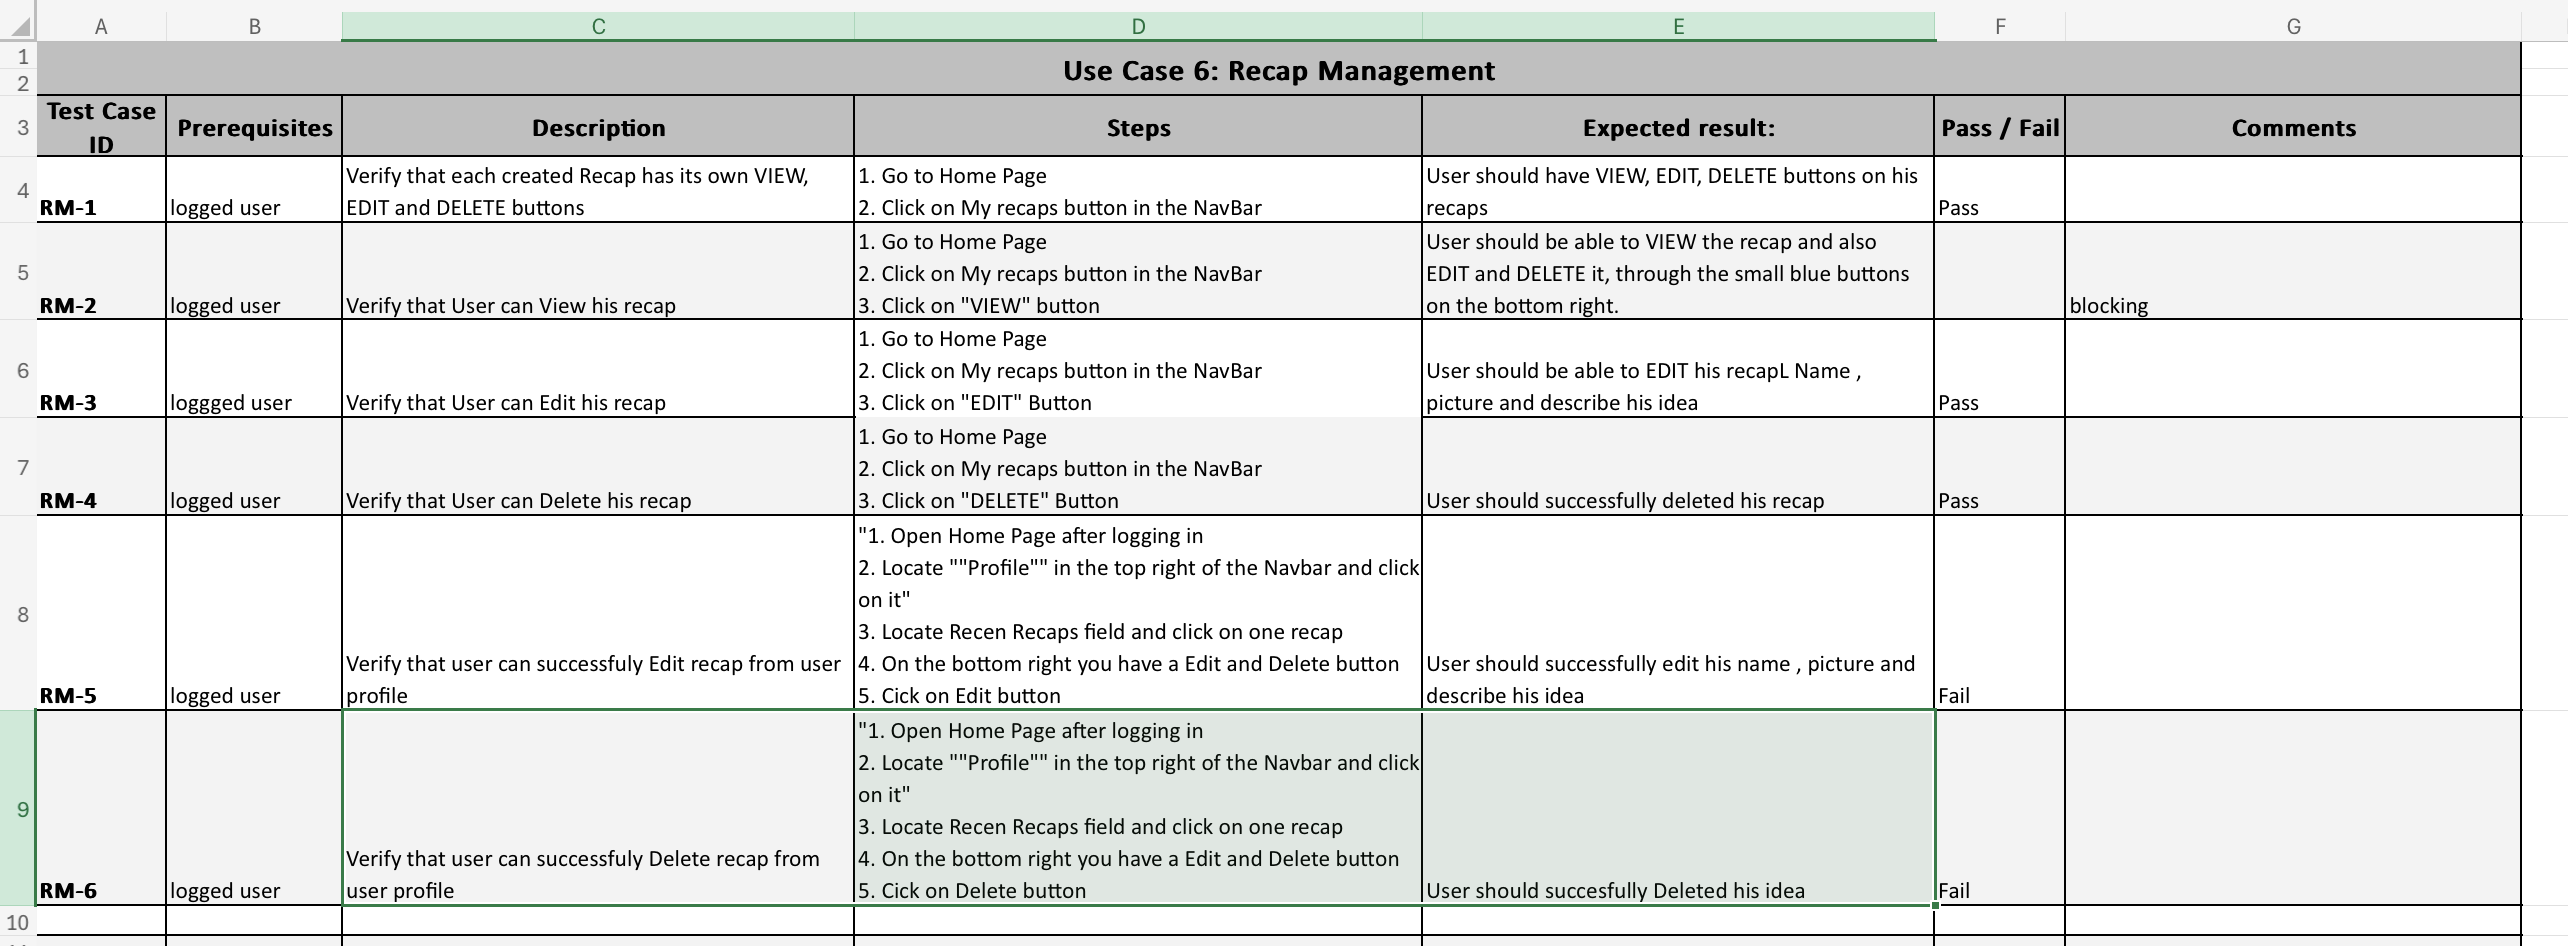 A B C D E F G
1
2
Use Case 6: Recap Management
3
Test Case
ID
Prerequisites
Description
Steps
Expected result:
Pass / Fail
Comments
4
RM-1
logged user
Verify that each created Recap has its own VIEW,
EDIT and DELETE buttons
1. Go to Home Page
2. Click on My recaps button in the NavBar
User should have VIEW, EDIT, DELETE buttons on his
recaps
Pass
5
RM-2
logged user
Verify that User can View his recap
1. Go to Home Page
2. Click on My recaps button in the NavBar
3. Click on "VIEW" button
User should be able to VIEW the recap and also
EDIT and DELETE it, through the small blue buttons
on the bottom right.
blocking
6
RM-3
loggged user
Verify that User can Edit his recap
1. Go to Home Page
2. Click on My recaps button in the NavBar
3. Click on "EDIT" Button
User should be able to EDIT his recapL Name ,
picture and describe his idea
Pass
7
RM-4
logged user
Verify that User can Delete his recap
1. Go to Home Page
2. Click on My recaps button in the NavBar
3. Click on "DELETE" Button
User should successfully deleted his recap
Pass
8
RM-5
logged user
Verify that user can successfuly Edit recap from user
profile
"1. Open Home Page after logging in
2. Locate ""Profile"" in the top right of the Navbar and click
on it"
3. Locate Recen Recaps field and click on one recap
4. On the bottom right you have a Edit and Delete button
5. Cick on Edit button
User should successfully edit his name , picture and
describe his idea
Fail
9
RM-6
logged user
Verify that user can successfuly Delete recap from
user profile
"1. Open Home Page after logging in
2. Locate ""Profile"" in the top right of the Navbar and click
on it"
3. Locate Recen Recaps field and click on one recap
4. On the bottom right you have a Edit and Delete button
5. Cick on Delete button
User should succesfully Deleted his idea
Fail
10